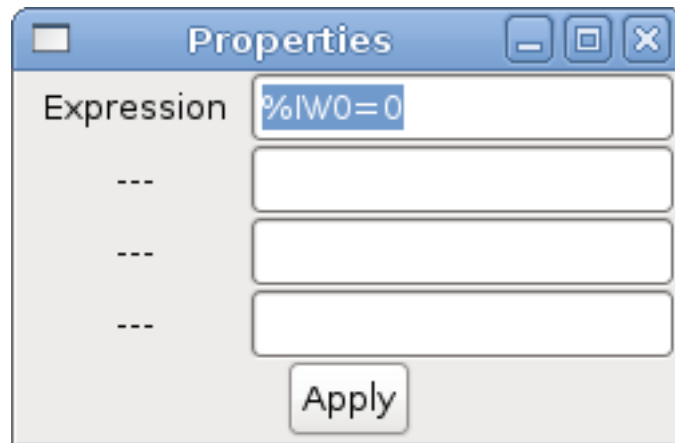 Properties
Expression %IW0=0
---
---
---
Apply